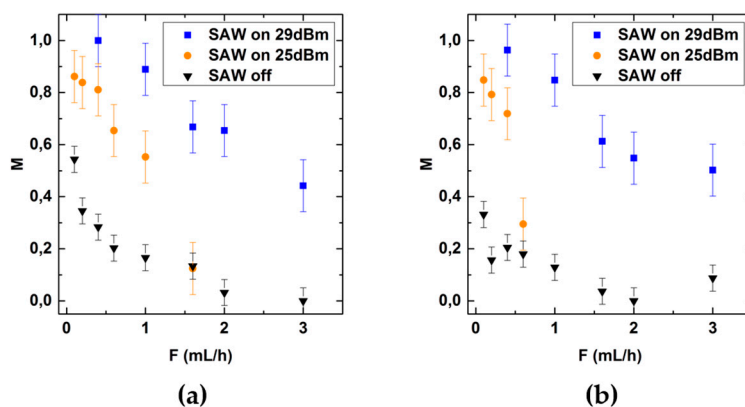 SAW on 29dBm
SAW on 25dBm
SAW off
1,0
0,8
0,6
0,4
0,2
0,0
M
0 1 2 3
F (mL/h)
(a)
SAW on 29dBm
SAW on 25dBm
SAW off
1,0
0,8
0,6
0,4
0,2
0,0
M
0 1 2 3
F (mL/h)
(b)